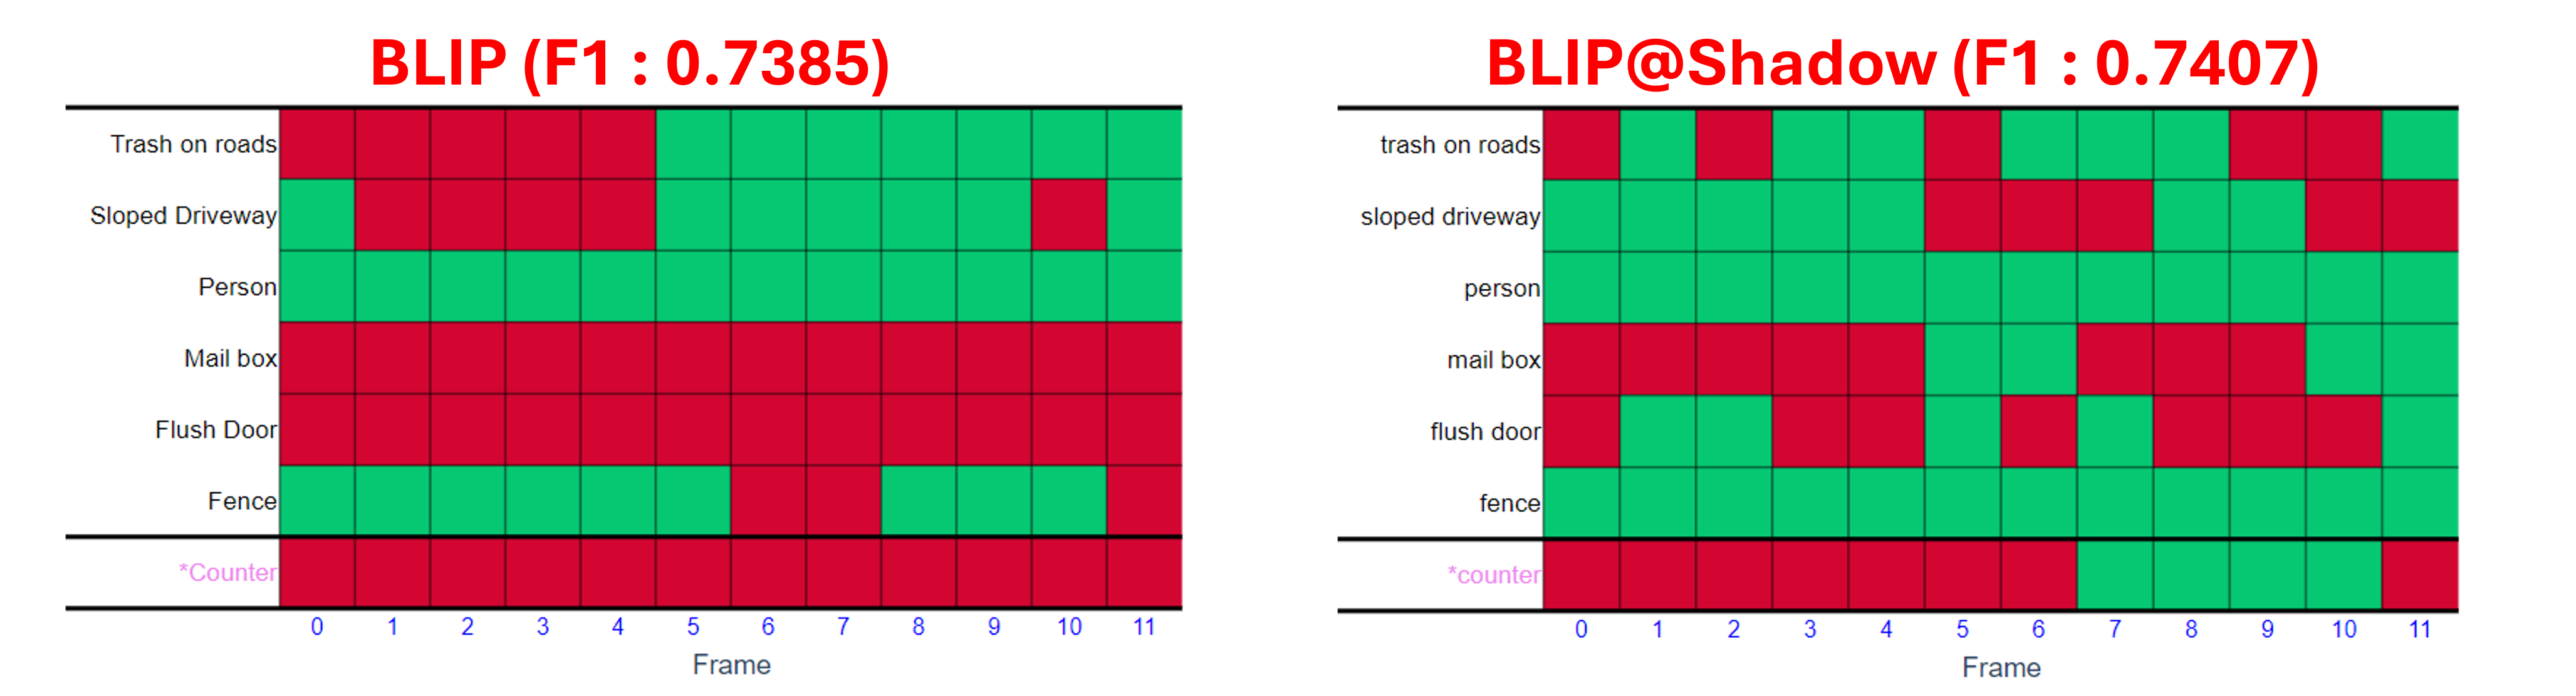 BLIP (F1 : 0.7385)
Trash on roads
Sloped Driveway
Person
Mail box
Flush Door
Fence
*Counter
0 1 2 3 4 5 6 7 8 9 10 11
Frame
BLIP@Shadow (F1 : 0.7407)
trash on roads
sloped driveway
person
mail box
flush door
fence
*counter
0 1 2 3 4 5 6 7 8 9 10 11
Frame